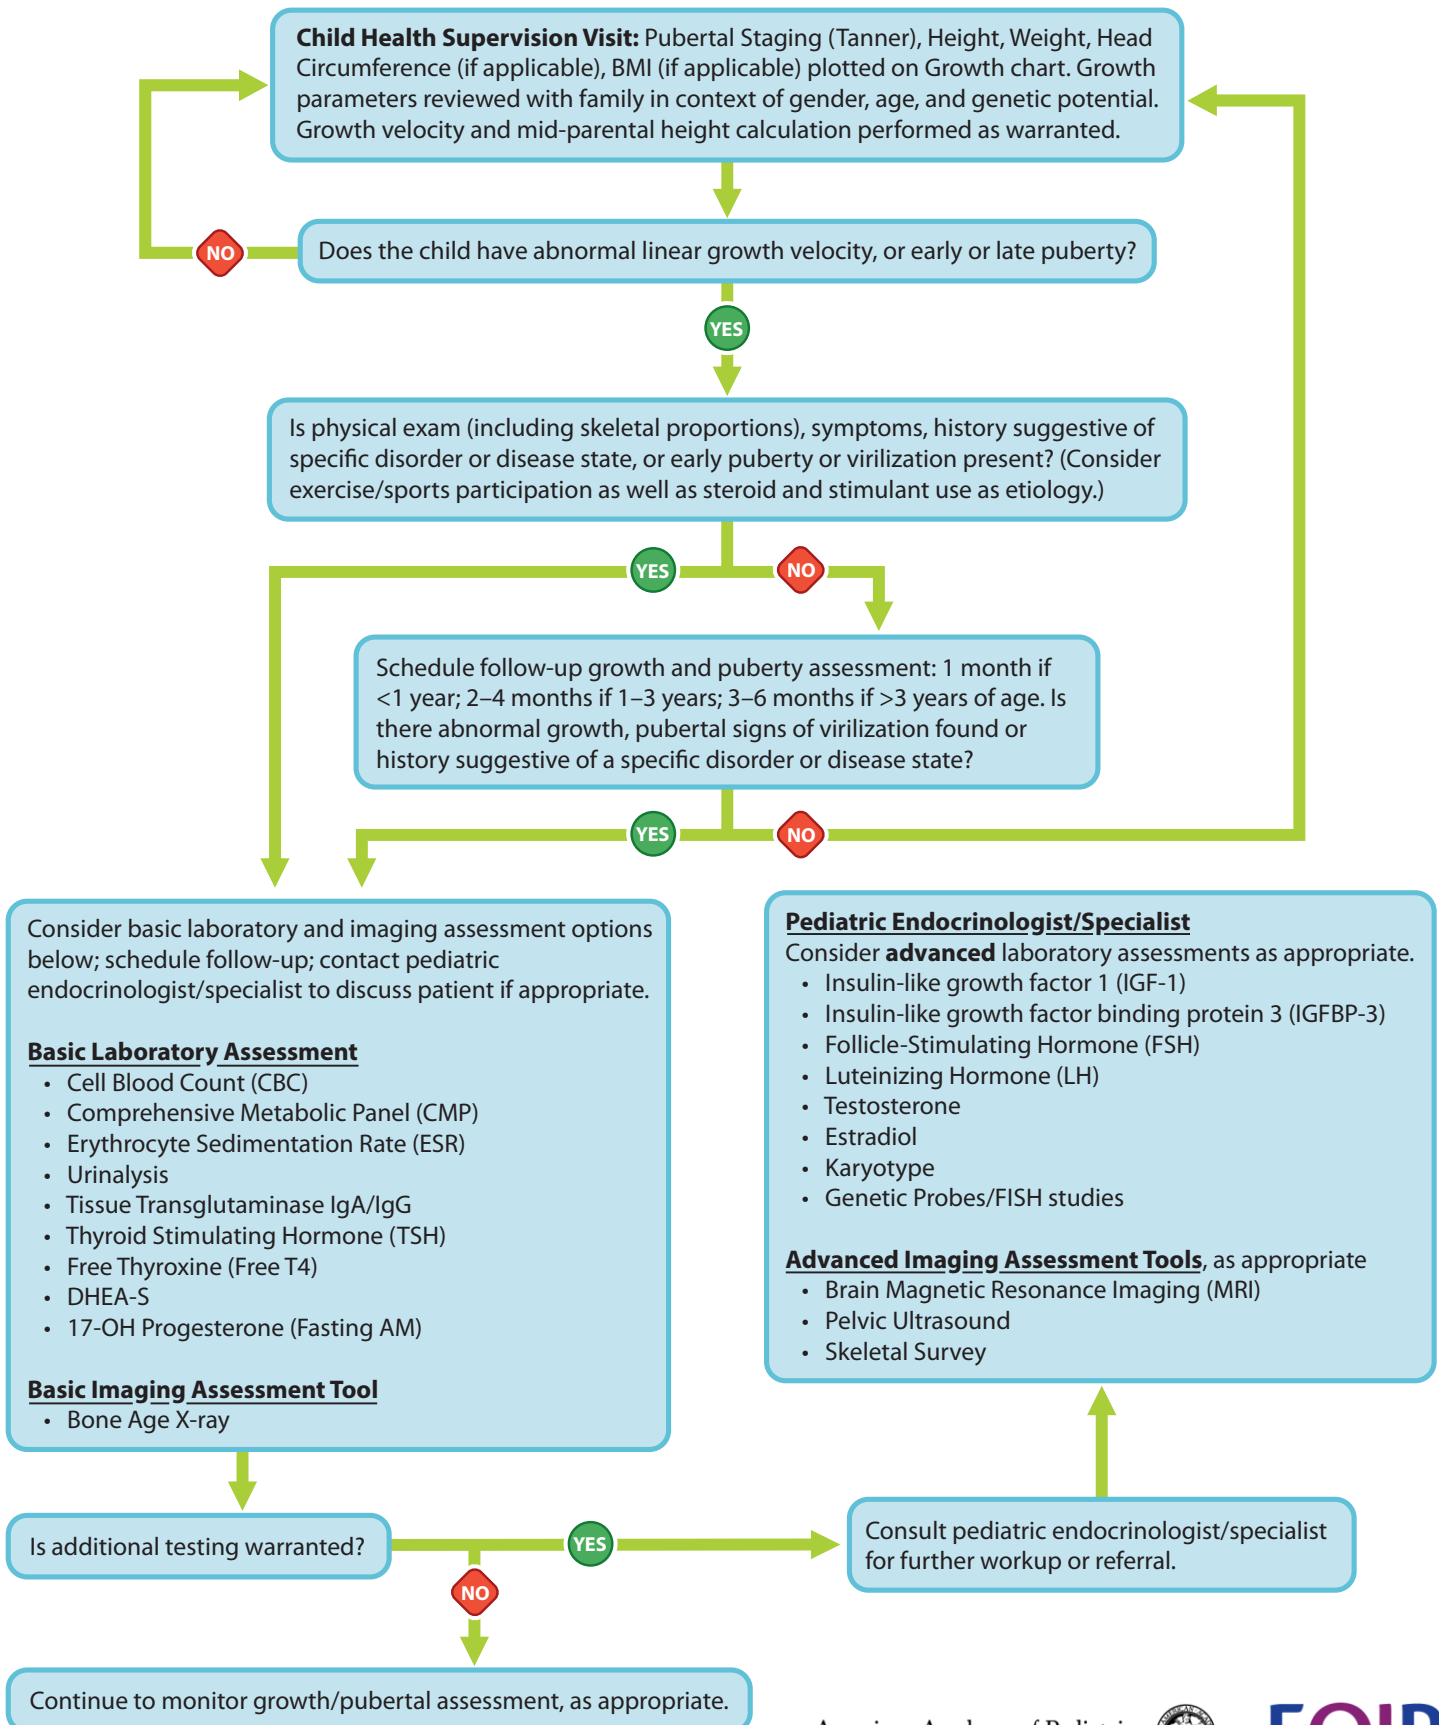 Child Health Supervision Visit: Pubertal Staging (Tanner), Height, Weight, Head
Circumference (if applicable), BMI (if applicable) plotted on Growth chart. Growth
parameters reviewed with family in context of gender, age, and genetic potential.
Growth velocity and mid-parental height calculation performed as warranted.
NO
Does the child have abnormal linear growth velocity, or early or late puberty?
YES
Is physical exam (including skeletal proportions), symptoms, history suggestive of
specific disorder or disease state, or early puberty or virilization present? (Consider
exercise/sports participation as well as steroid and stimulant use as etiology.)
YES
NO
Schedule follow-up growth and puberty assessment: 1 month if
<1 year; 2–4 months if 1–3 years; 3–6 months if >3 years of age. Is
there abnormal growth, pubertal signs of virilization found or
history suggestive of a specific disorder or disease state?
YES
NO
Consider basic laboratory and imaging assessment options
below; schedule follow-up; contact pediatric
endocrinologist/specialist to discuss patient if appropriate.
Basic Laboratory Assessment
• Cell Blood Count (CBC)
• Comprehensive Metabolic Panel (CMP)
• Erythrocyte Sedimentation Rate (ESR)
• Urinalysis
• Tissue Transglutaminase IgA/IgG
• Thyroid Stimulating Hormone (TSH)
• Free Thyroxine (Free T4)
• DHEA-S
• 17-OH Progesterone (Fasting AM)
Basic Imaging Assessment Tool
• Bone Age X-ray
Pediatric Endocrinologist/Specialist
Consider advanced laboratory assessments as appropriate.
• Insulin-like growth factor 1 (IGF-1)
• Insulin-like growth factor binding protein 3 (IGFBP-3)
• Follicle-Stimulating Hormone (FSH)
• Luteinizing Hormone (LH)
• Testosterone
• Estradiol
• Karyotype
• Genetic Probes/FISH studies
Advanced Imaging Assessment Tools, as appropriate
• Brain Magnetic Resonance Imaging (MRI)
• Pelvic Ultrasound
• Skeletal Survey
Is additional testing warranted?
YES
Consult pediatric endocrinologist/specialist
for further workup or referral.
NO
Continue to monitor growth/pubertal assessment, as appropriate.